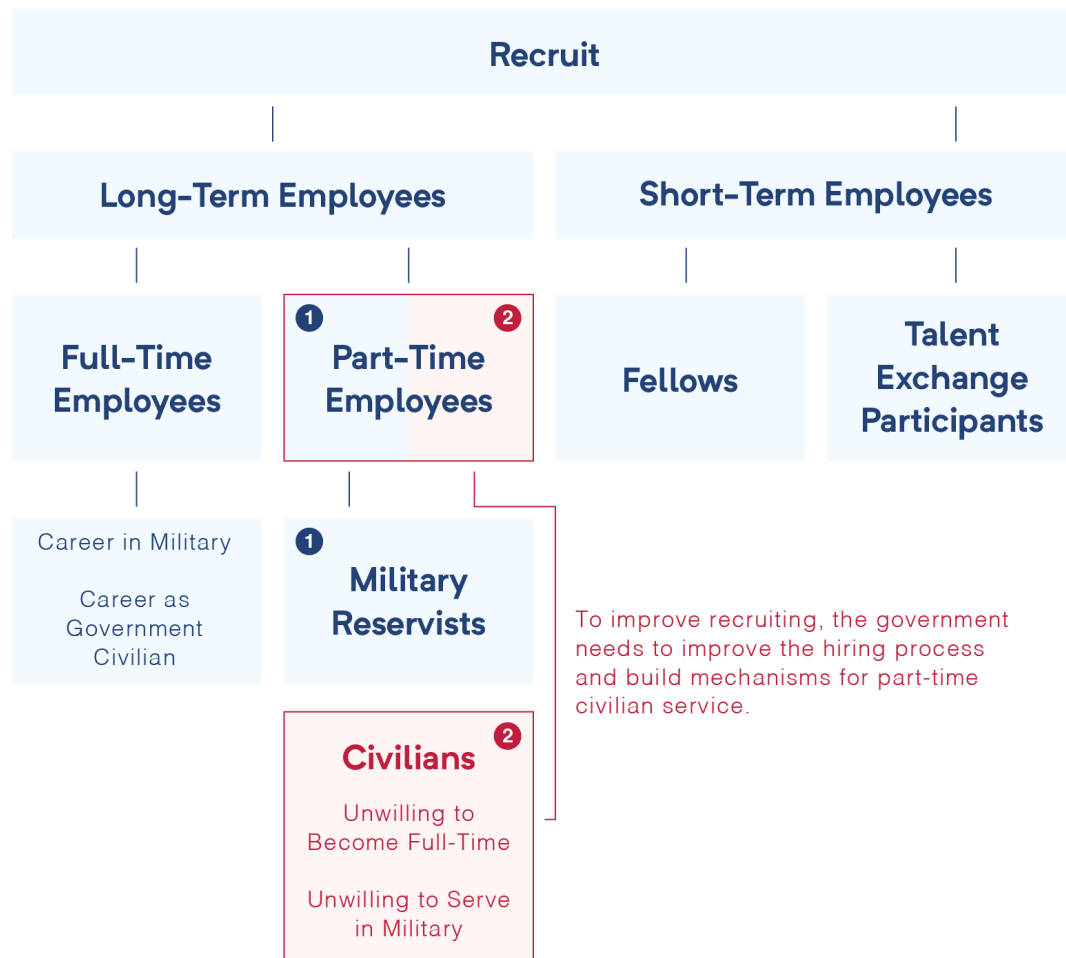 Recruit
Long-Term Employees
Short-Term Employees
Full-Time
Employees
1
2
Part-Time
Employees
Fellows
Talent
Exchange
Participants
Career in Military
Career as
Government
Civilian
1
Military
Reservists
To improve recruiting, the government
needs to improve the hiring process
and build mechanisms for part-time
civilian service.
2
Civilians
Unwilling to
Become Full-Time
Unwilling to Serve
in Military